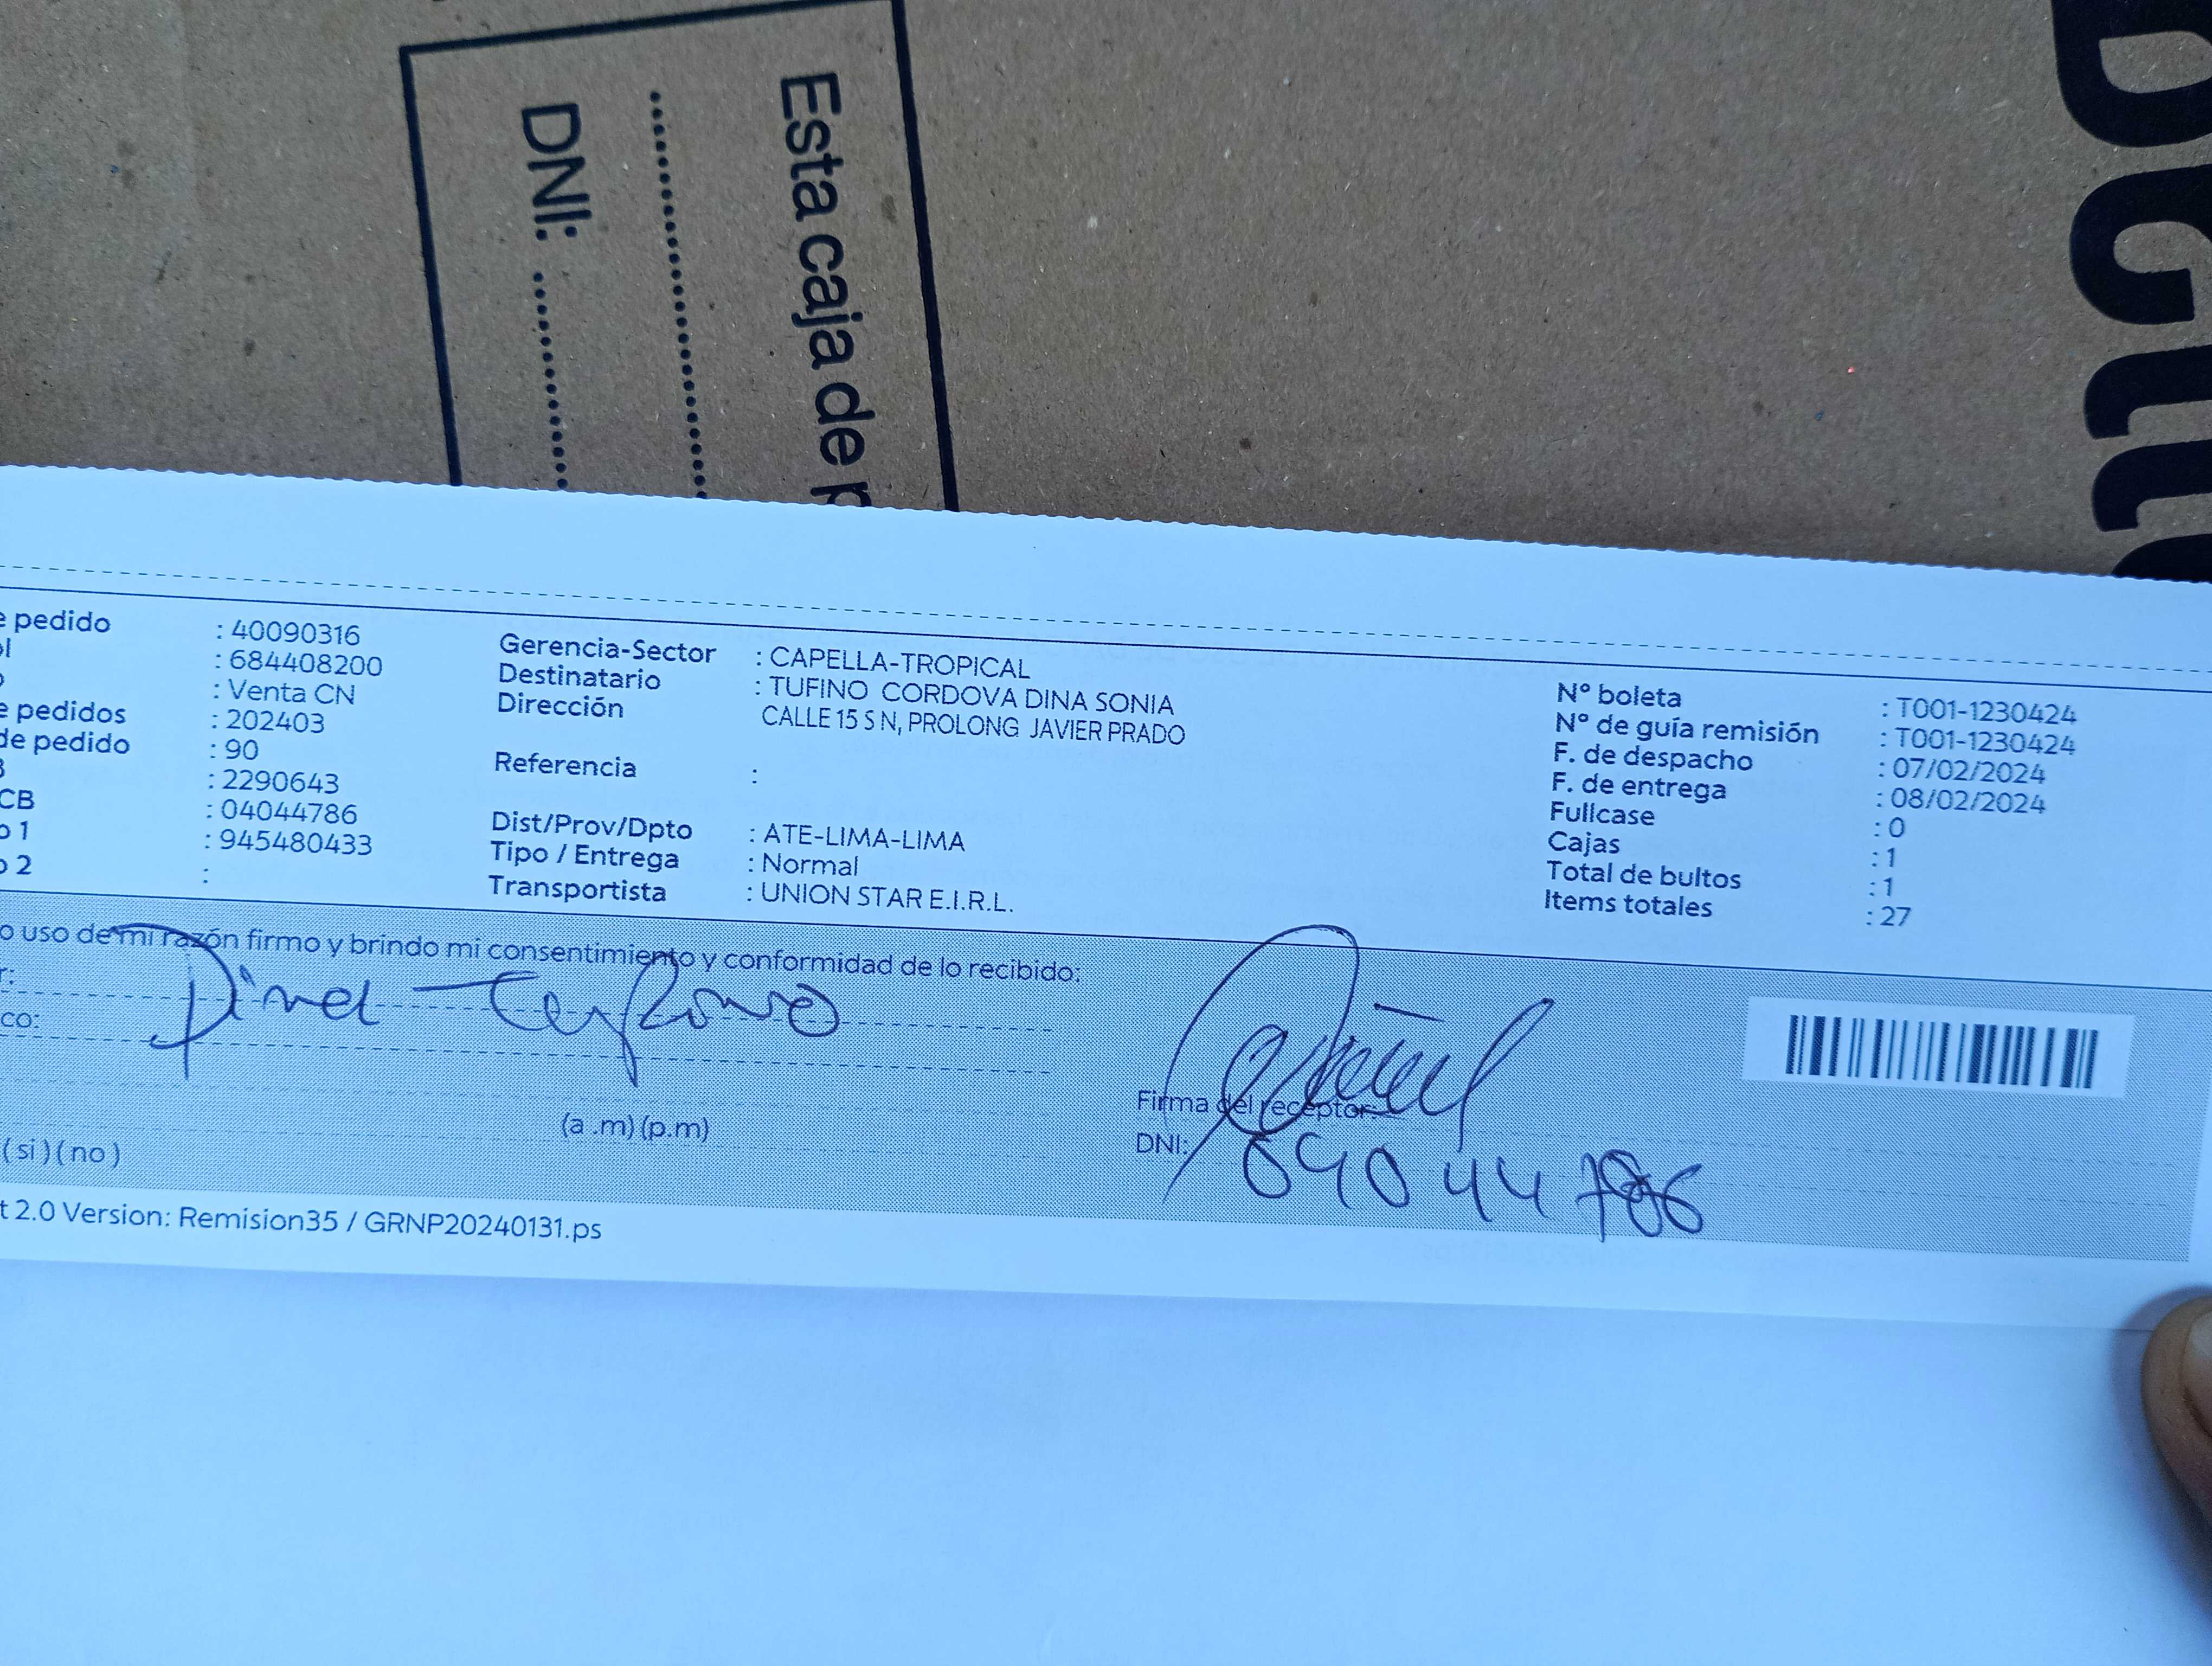 Esta caja de p
DNI:
e pedido : 40090316
ol : 684408200
o : Venta CN
e pedidos : 202403
de pedido : 90
: 2290643
CB : 04044786
o 1 : 945480433
o 2 :
Gerencia-Sector : CAPELLA-TROPICAL
Destinatario : TUFINO CORDOVA DINA SONIA
Dirección CALLE 15 S N, PROLONG JAVIER PRADO
Referencia :
Dist/Prov/Dpto : ATE-LIMA-LIMA
Tipo / Entrega : Normal
Transportista : UNION STAR E.I.R.L.
N° boleta : T001-1230424
N° de guía remisión : T001-1230424
F. de despacho : 07/02/2024
F. de entrega : 08/02/2024
Fullcase : 0
Cajas : 1
Total de bultos : 1
Items totales : 27
o uso de mi razón firmo y brindo mi consentimiento y conformidad de lo recibido:
r:
Dina
co:
(a .m) (p.m)
( si ) ( no )
Firma del receptor:
DNI: 04044786
t 2.0 Version: Remision35 / GRNP20240131.ps